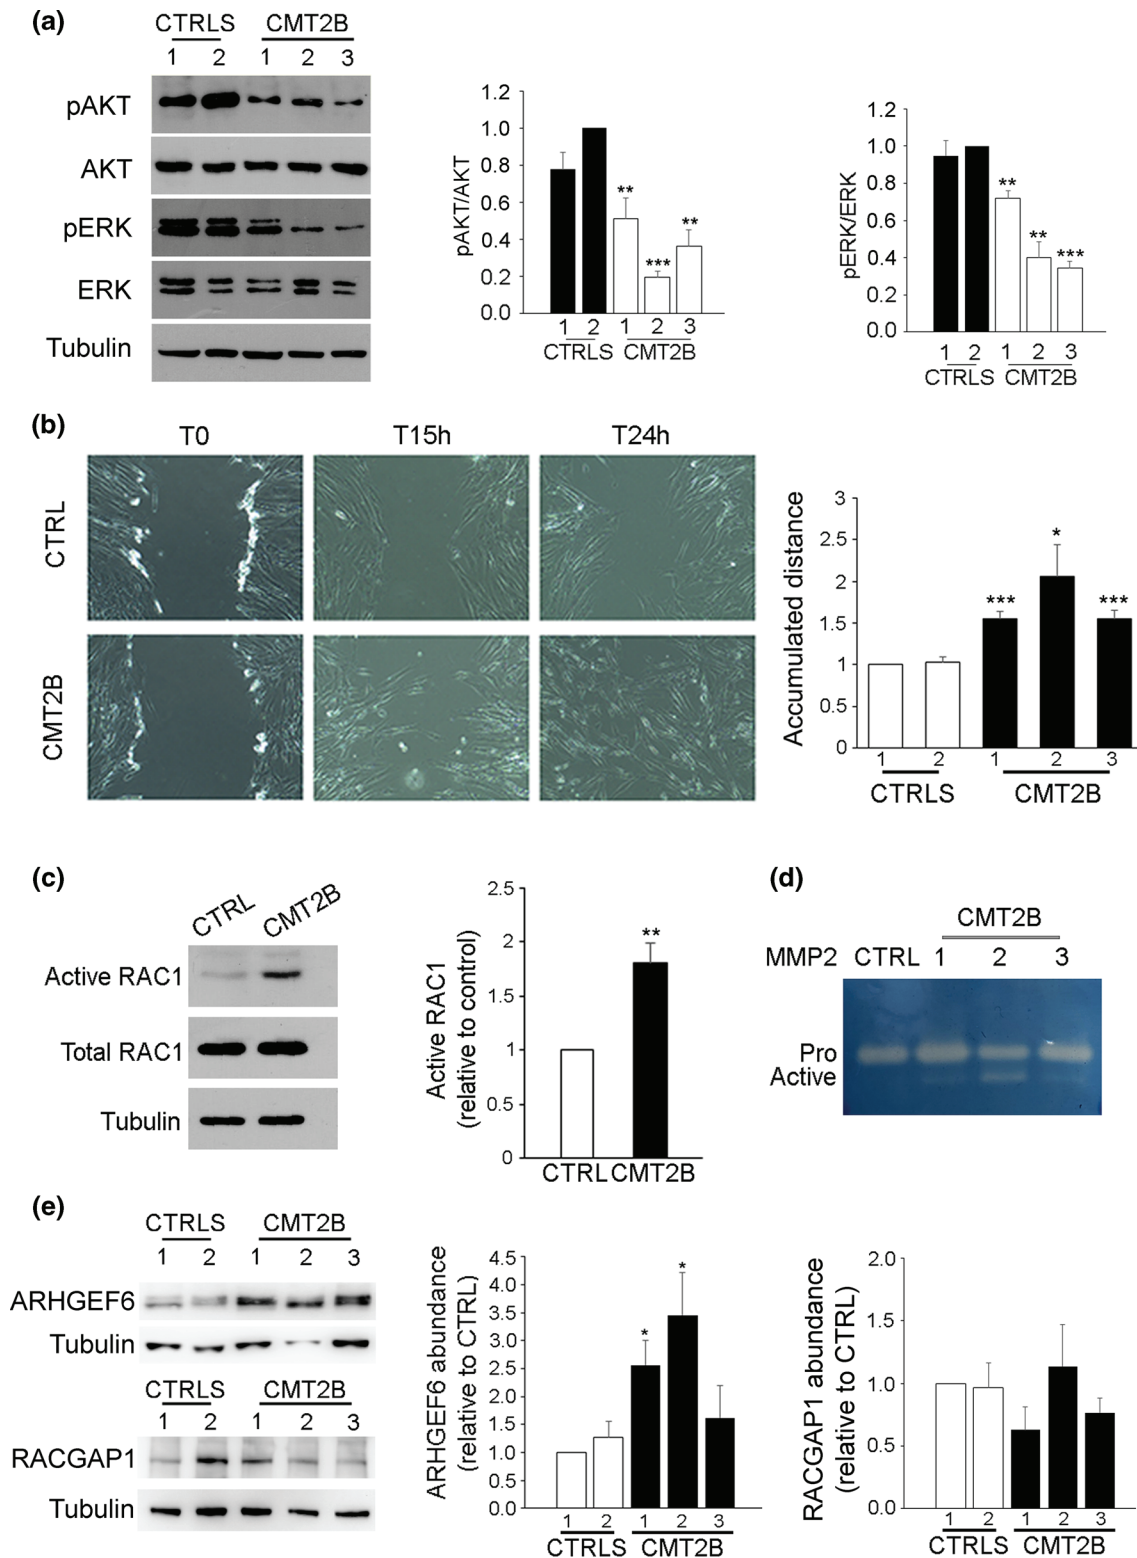 (a)
CTRLS CMT2B
1 2 1 2 3
pAKT
AKT
pERK
ERK
Tubulin
pAKT/AKT
1.2
1.0
0.8
0.6
0.4
0.2
0.0
** *** **
1 2 1 2 3
CTRLS CMT2B
pERK/ERK
1.2
1.0
0.8
0.6
0.4
0.2
0.0
** ** ***
1 2 1 2 3
CTRLS CMT2B
(b)
T0 T15h T24h
CTRL
CMT2B
Accumulated distance
3
2.5
2
1.5
1
0.5
0
*** * ***
1 2 1 2 3
CTRLS CMT2B
(c)
CTRL CMT2B
Active RAC1
Total RAC1
Tubulin
Active RAC1
(relative to control)
2.5
2
1.5
1
0.5
0
**
CTRL CMT2B
(d)
CMT2B
MMP2 CTRL 1 2 3
Pro
Active
(e)
CTRLS CMT2B
1 2 1 2 3
ARHGEF6
Tubulin
CTRLS CMT2B
1 2 1 2 3
RACGAP1
Tubulin
ARHGEF6 abundance
(relative to CTRL)
4.5
4.0
3.5
3.0
2.5
2.0
1.5
1.0
0.5
0.0
* *
1 2 1 2 3
CTRLS CMT2B
RACGAP1 abundance
(relative to CTRL)
2.0
1.5
1.0
0.5
0.0
1 2 1 2 3
CTRLS CMT2B